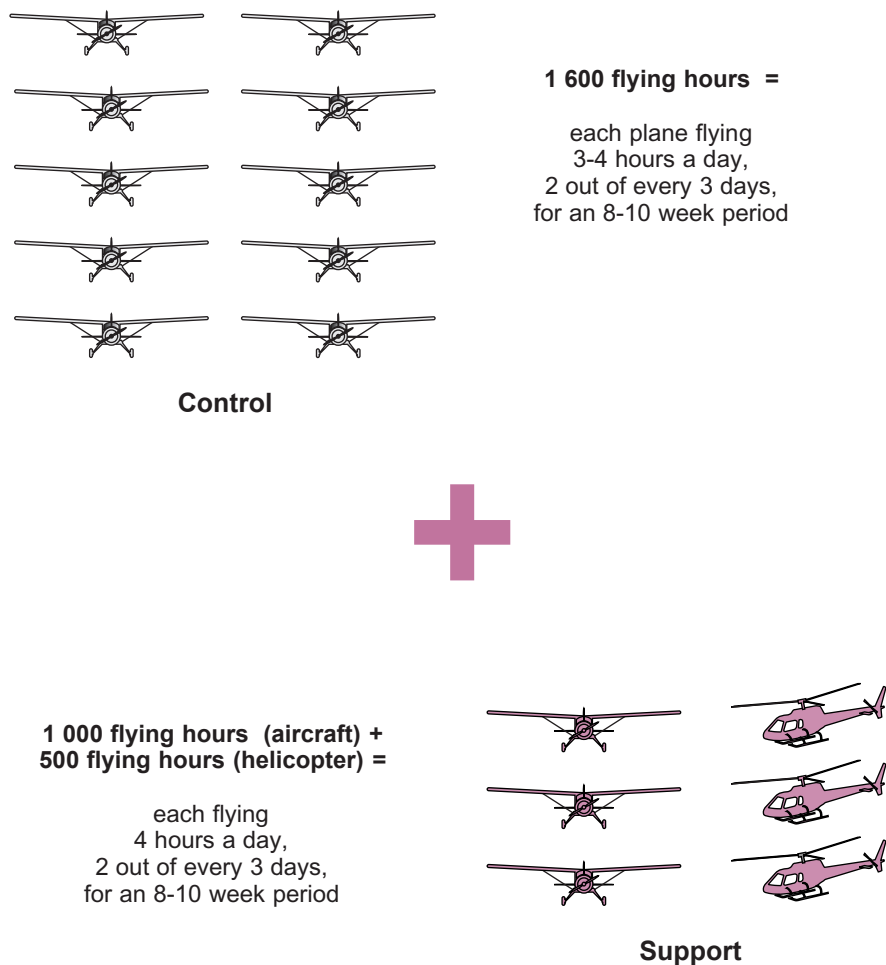 1 600 flying hours =
each plane flying
3-4 hours a day,
2 out of every 3 days,
for an 8-10 week period
Control
1 000 flying hours (aircraft) +
500 flying hours (helicopter) =
each flying
4 hours a day,
2 out of every 3 days,
for an 8-10 week period
Support